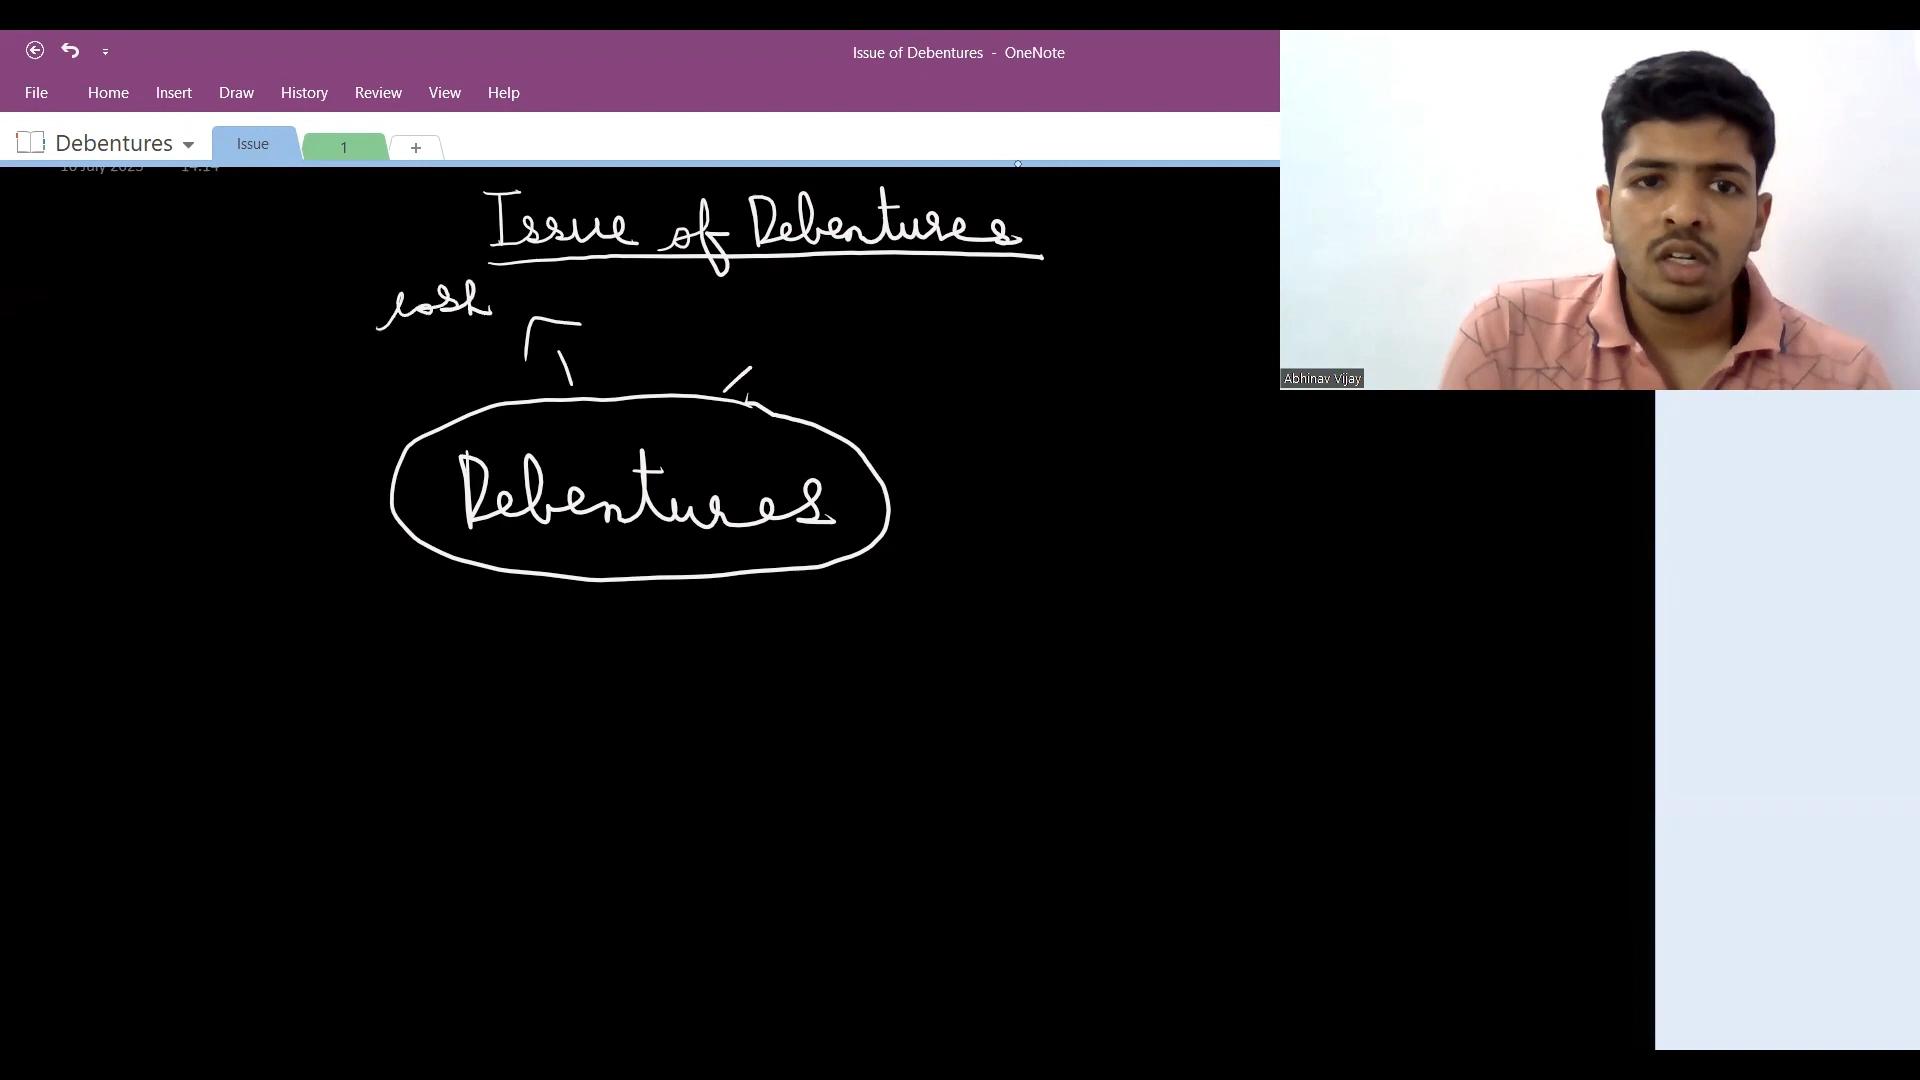 Issue of Debentures - OneNote
File Home Insert Draw History Review View Help
Debentures Issue 1 +
Issue of Debentures
cash
Debentures
Abhinav Vijay